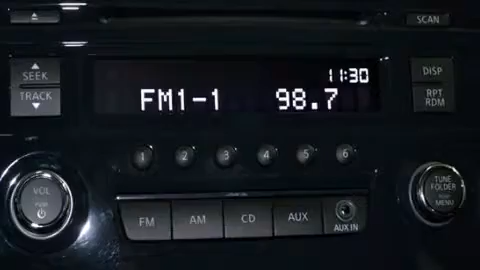 SCAN
11:30
SEEK
TRACK
FM1-1 98.7
DISP
RPT
RDM
1 2 3 4 5 6
VOL
PWR
TUNE
FOLDER
MENU
FM AM CD AUX
AUX IN